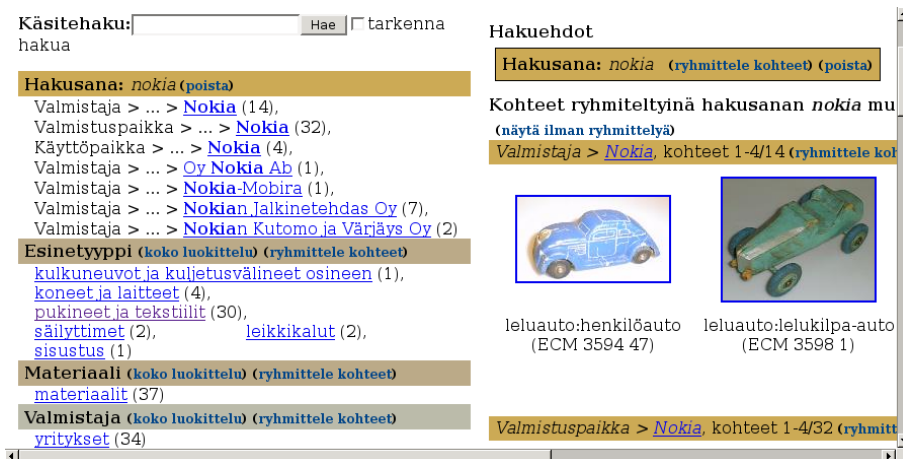 Käsitehaku: Hae tarkenna
hakua
Hakusana: nokia (poista)
Valmistaja > ... > Nokia (14),
Valmistuspaikka > ... > Nokia (32),
Käyttöpaikka > ... > Nokia (4),
Valmistaja > ... > Oy Nokia Ab (1),
Valmistaja > ... > Nokia-Mobira (1),
Valmistaja > ... > Nokian Jalkinetehdas Oy (7),
Valmistaja > ... > Nokian Kutomo ja Värjäys Oy (2)
Esinetyyppi (koko luokittelu) (ryhmittele kohteet)
kulkuneuvot ja kuljetusvälineet osineen (1),
koneet ja laitteet (4),
pukineet ja tekstiilit (30),
säilyttimet (2), leikkikalut (2),
sisustus (1)
Materiaali (koko luokittelu) (ryhmittele kohteet)
materiaalit (37)
Valmistaja (koko luokittelu) (ryhmittele kohteet)
yritykset (34)
Hakuehdot
Hakusana: nokia (ryhmittele kohteet) (poista)
Kohteet ryhmiteltyinä hakusanan nokia mu
(näytä ilman ryhmittelyä)
Valmistaja > Nokia, kohteet 1-4/14 (ryhmittele koh
leluauto:henkilöauto leluauto:lelukilpa-auto
(ECM 3594 47) (ECM 3598 1)
Valmistuspaikka > Nokia, kohteet 1-4/32 (ryhmitt